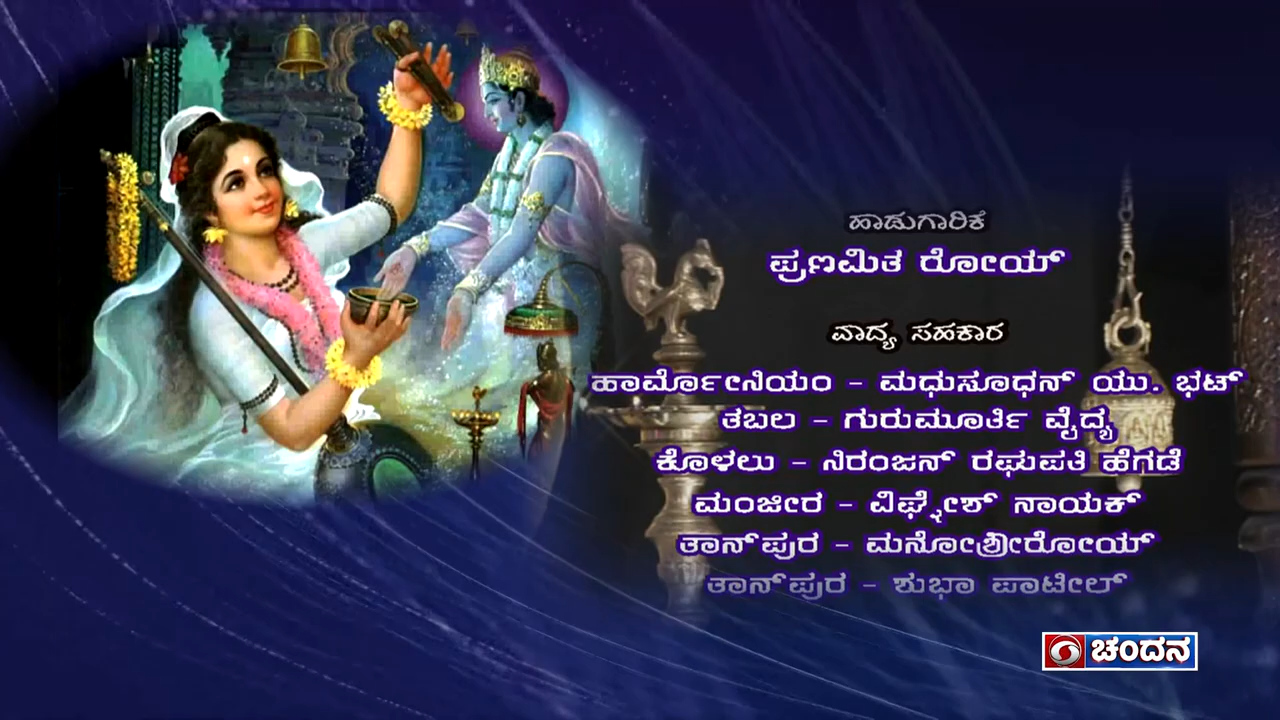 ಹಾಡುಗಾರಿಕೆ
ಪ್ರಣಮಿತ ರೋಯ್
ವಾದ್ಯ ಸಹಕಾರ
ಹಾರ್ಮೋನಿಯಂ - ಮಧುಸೂಧನ್ ಯು. ಭಟ್
ತಬಲ - ಗುರುಮೂರ್ತಿ ವೈದ್ಯ
ಕೊಳಲು - ನಿರಂಜನ್ ರಘುಪತಿ ಹೆಗಡೆ
ಮಂಜೀರ - ವಿಘ್ನೇಶ್ ನಾಯಕ್
ತಾನ್‌ಪುರ - ಮನೋಶ್ರೀರೋಯ್
ತಾನ್‌ಪುರ - ಶುಭಾ ಪಾಟೀಲ್
ಚಂದನ